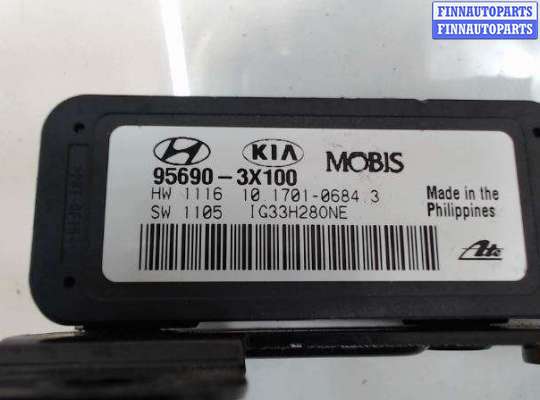 FINNAUTOPARTS
FINNAUTOPARTS
KIA MOBIS
95690-3X100
HW 1116 10.1701-0684.3
SW 1105 IG33H280NE
Made in the
Philippines
Ate